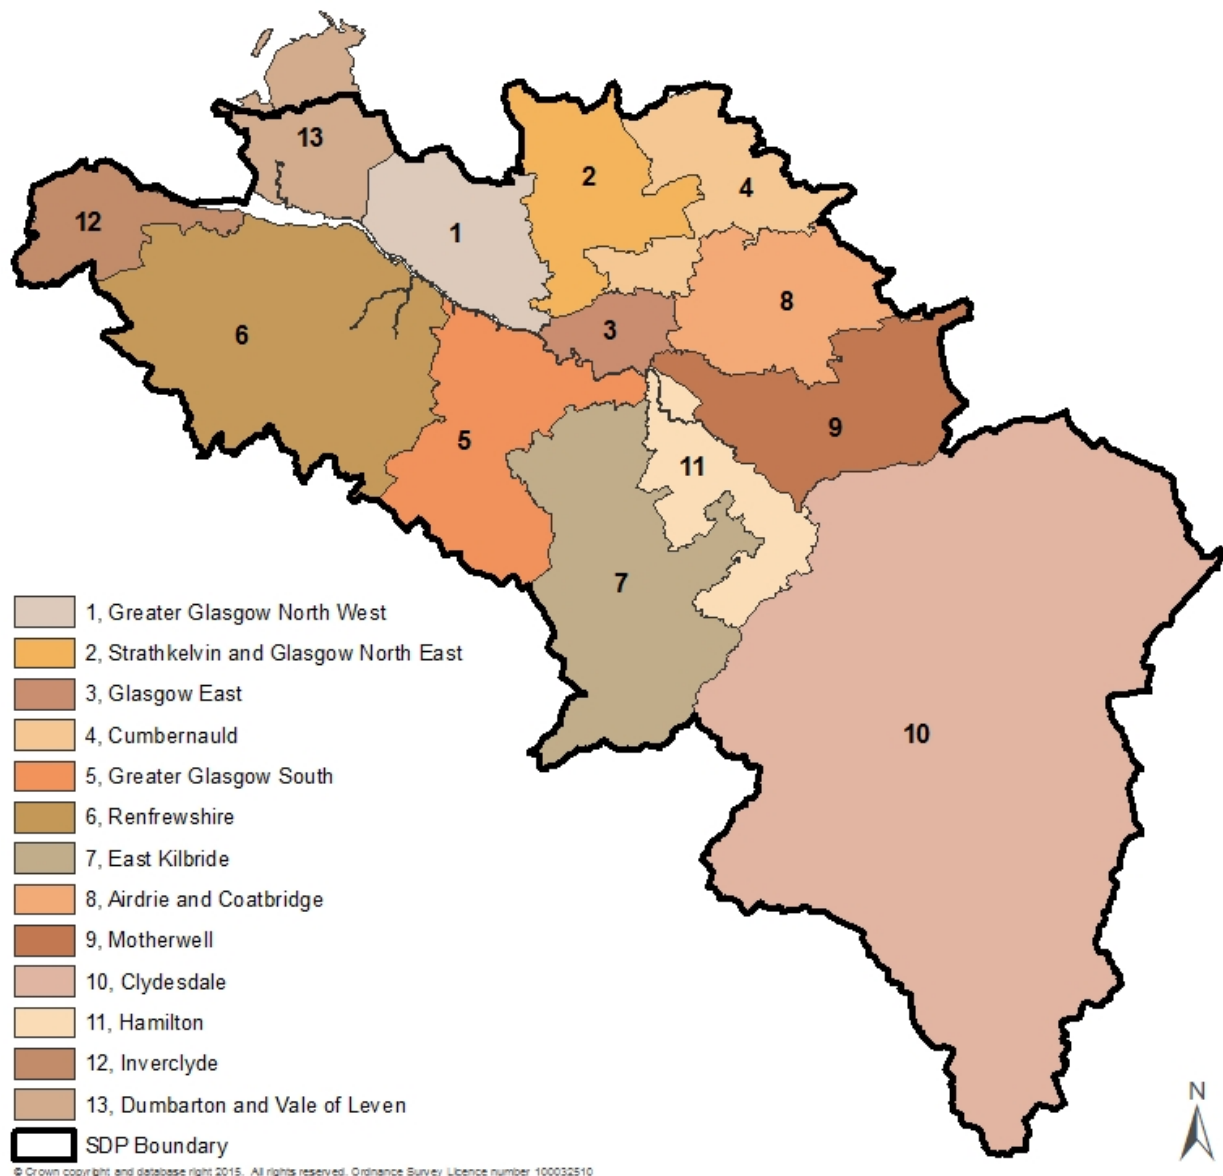 13
2
4
12
1
6
8
3
5
9
11
7
10
1, Greater Glasgow North West
2, Strathkelvin and Glasgow North East
3, Glasgow East
4, Cumbernauld
5, Greater Glasgow South
6, Renfrewshire
7, East Kilbride
8, Airdrie and Coatbridge
9, Motherwell
10, Clydesdale
11, Hamilton
12, Inverclyde
13, Dumbarton and Vale of Leven
SDP Boundary
N
© Crown copyright and database right 2015. All rights reserved. Ordnance Survey Licence number 100032510